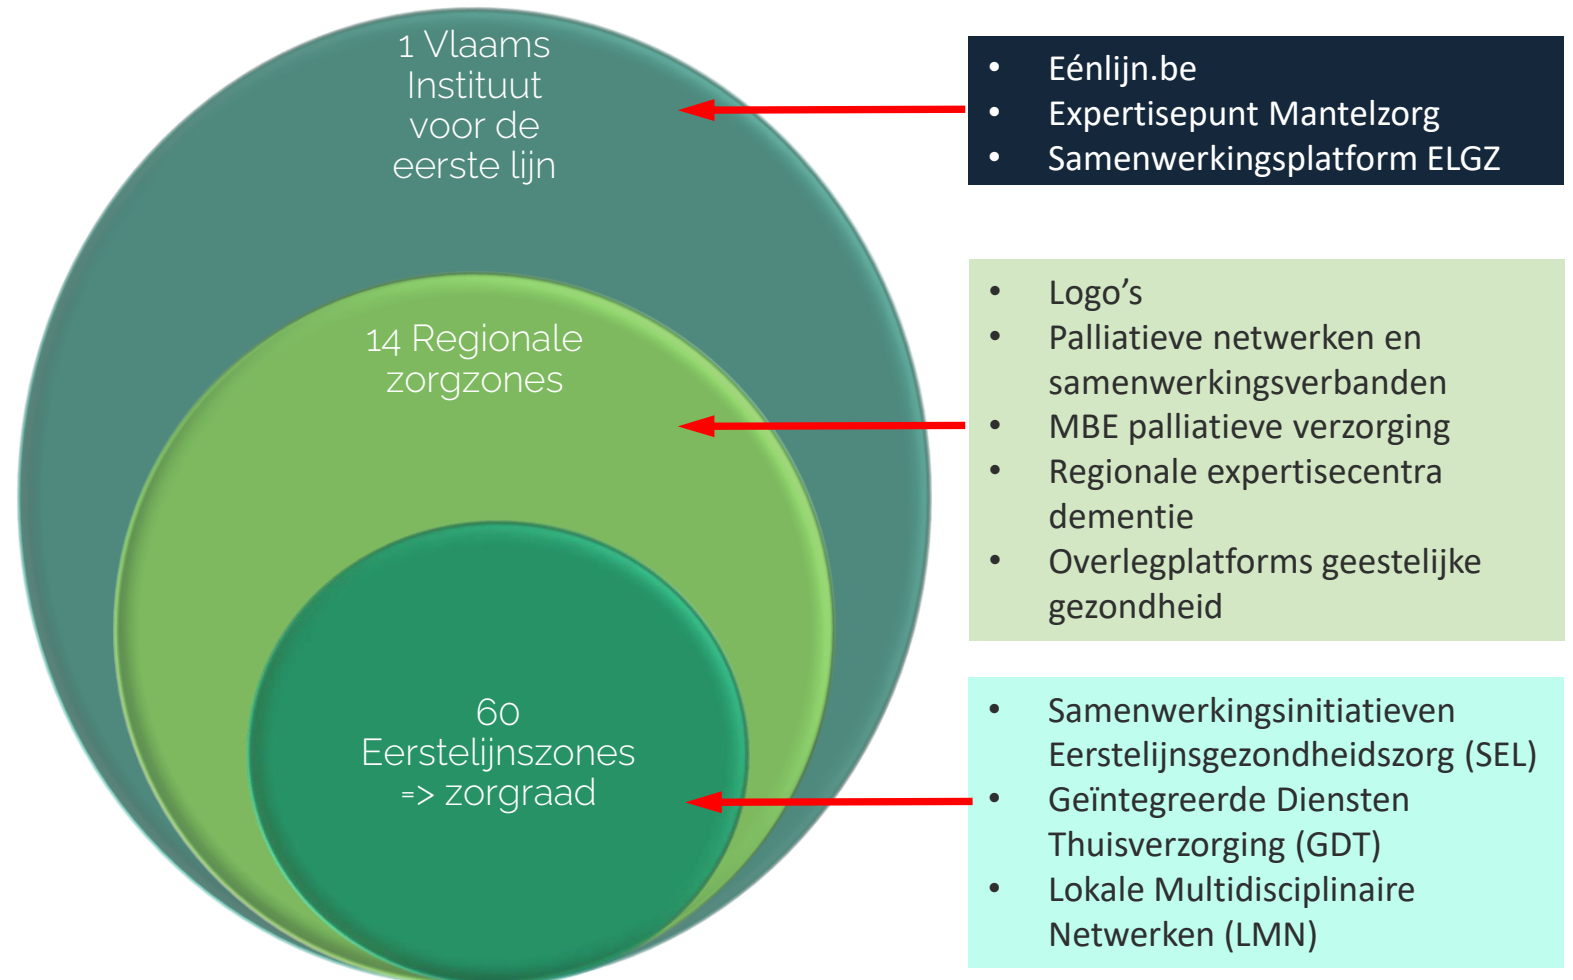 1 Vlaams
Instituut
voor de
eerste lijn
14 Regionale
zorgzones
60
Eerstelijnszones
=> zorgraad
• Eénlijn.be
• Expertisepunt Mantelzorg
• Samenwerkingsplatform ELGZ
• Logo’s
• Palliatieve netwerken en
samenwerkingsverbanden
• MBE palliatieve verzorging
• Regionale expertisecentra
dementie
• Overlegplatforms geestelijke
gezondheid
• Samenwerkingsinitiatieven
Eerstelijnsgezondheidszorg (SEL)
• Geïntegreerde Diensten
Thuisverzorging (GDT)
• Lokale Multidisciplinaire
Netwerken (LMN)